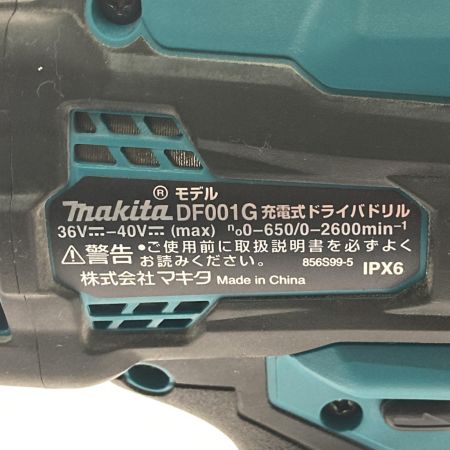 ® モデル
makita DF001G 充電式ドライバドリル
36V⎓-40V⎓(max) n₀0-650/0-2600min⁻¹
⚠警告 •ご使用前に取扱説明書を必ずよく
お読みください。 856S99-5 IPX6
株式会社マキタ Made in China